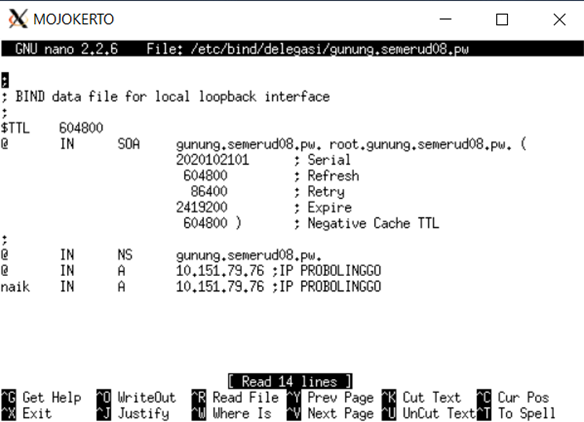 MOJOKERTO
GNU nano 2.2.6 File: /etc/bind/delegasi/gunung.semerud08.pw
;
; BIND data file for local loopback interface
;
$TTL 604800
@ IN SOA gunung.semerud08.pw. root.gunung.semerud08.pw. (
2020102101 ; Serial
604800 ; Refresh
86400 ; Retry
2419200 ; Expire
604800 ) ; Negative Cache TTL
;
@ IN NS gunung.semerud08.pw.
@ IN A 10.151.79.76 ;IP PROBOLINGGO
naik IN A 10.151.79.76 ;IP PROBOLINGGO
[ Read 14 lines ]
^G Get Help ^O WriteOut ^R Read File ^Y Prev Page ^K Cut Text ^C Cur Pos
^X Exit ^J Justify ^W Where Is ^V Next Page ^U UnCut Text ^T To Spell